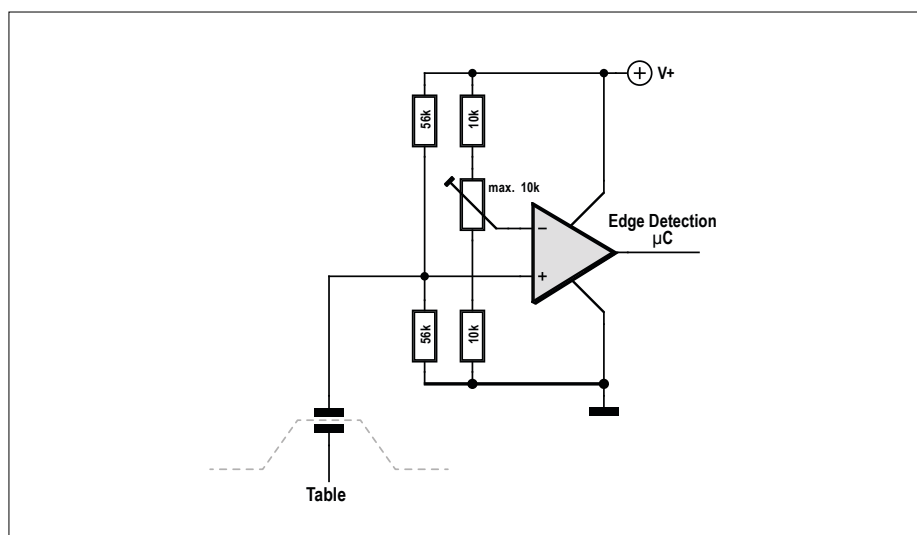 V+
56k
10k
max. 10k
−
Edge Detection
µC
+
56k
10k
Table